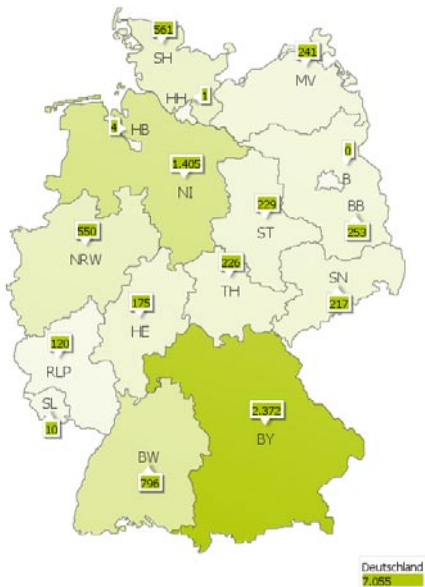 561
SH
241
MV
HH
1
4
HB
0
B
1.405
NI
BB
229
ST
253
550
NRW
226
TH
SN
217
175
HE
120
RLP
SL
10
2.372
BY
BW
796
Deutschland
7.055